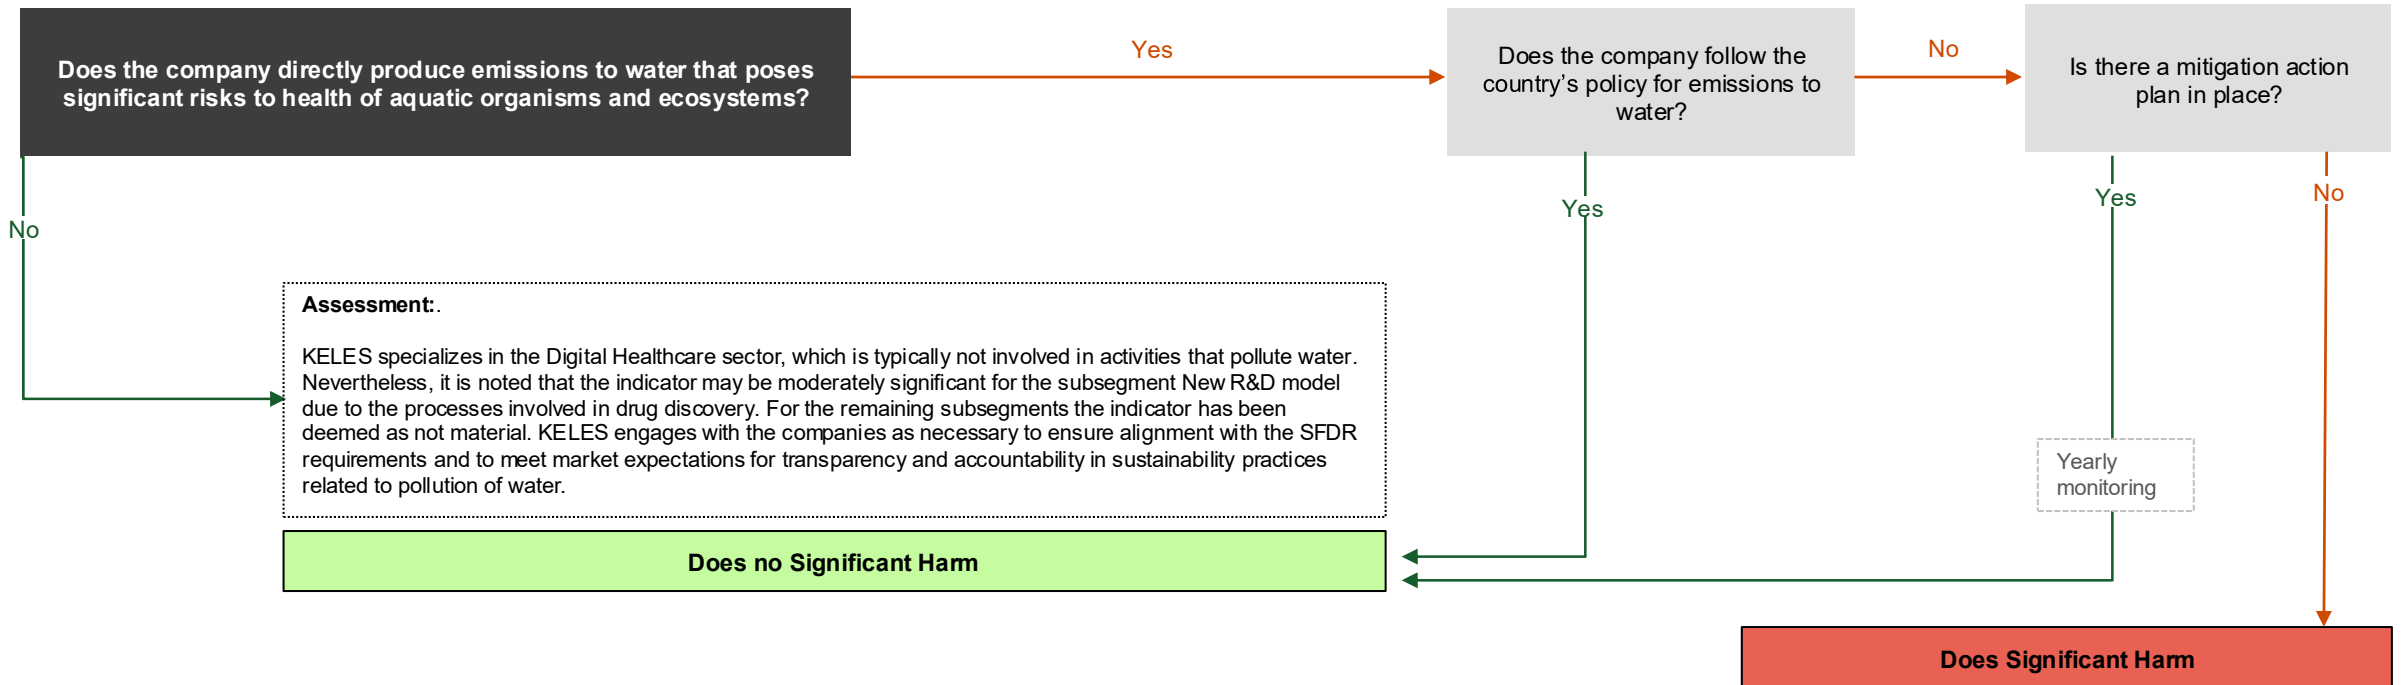 Does the company directly produce emissions to water that poses
significant risks to health of aquatic organisms and ecosystems?
Yes
Does the company follow the
country's policy for emissions to
water?
No
Is there a mitigation action
plan in place?
No
Yes
Yes
No
Assessment:.
KELES specializes in the Digital Healthcare sector, which is typically not involved in activities that pollute water.
Nevertheless, it is noted that the indicator may be moderately significant for the subsegment New R&D model
due to the processes involved in drug discovery. For the remaining subsegments the indicator has been
deemed as not material. KELES engages with the companies as necessary to ensure alignment with the SFDR
requirements and to meet market expectations for transparency and accountability in sustainability practices
related to pollution of water.
Yearly
monitoring
Does no Significant Harm
Does Significant Harm